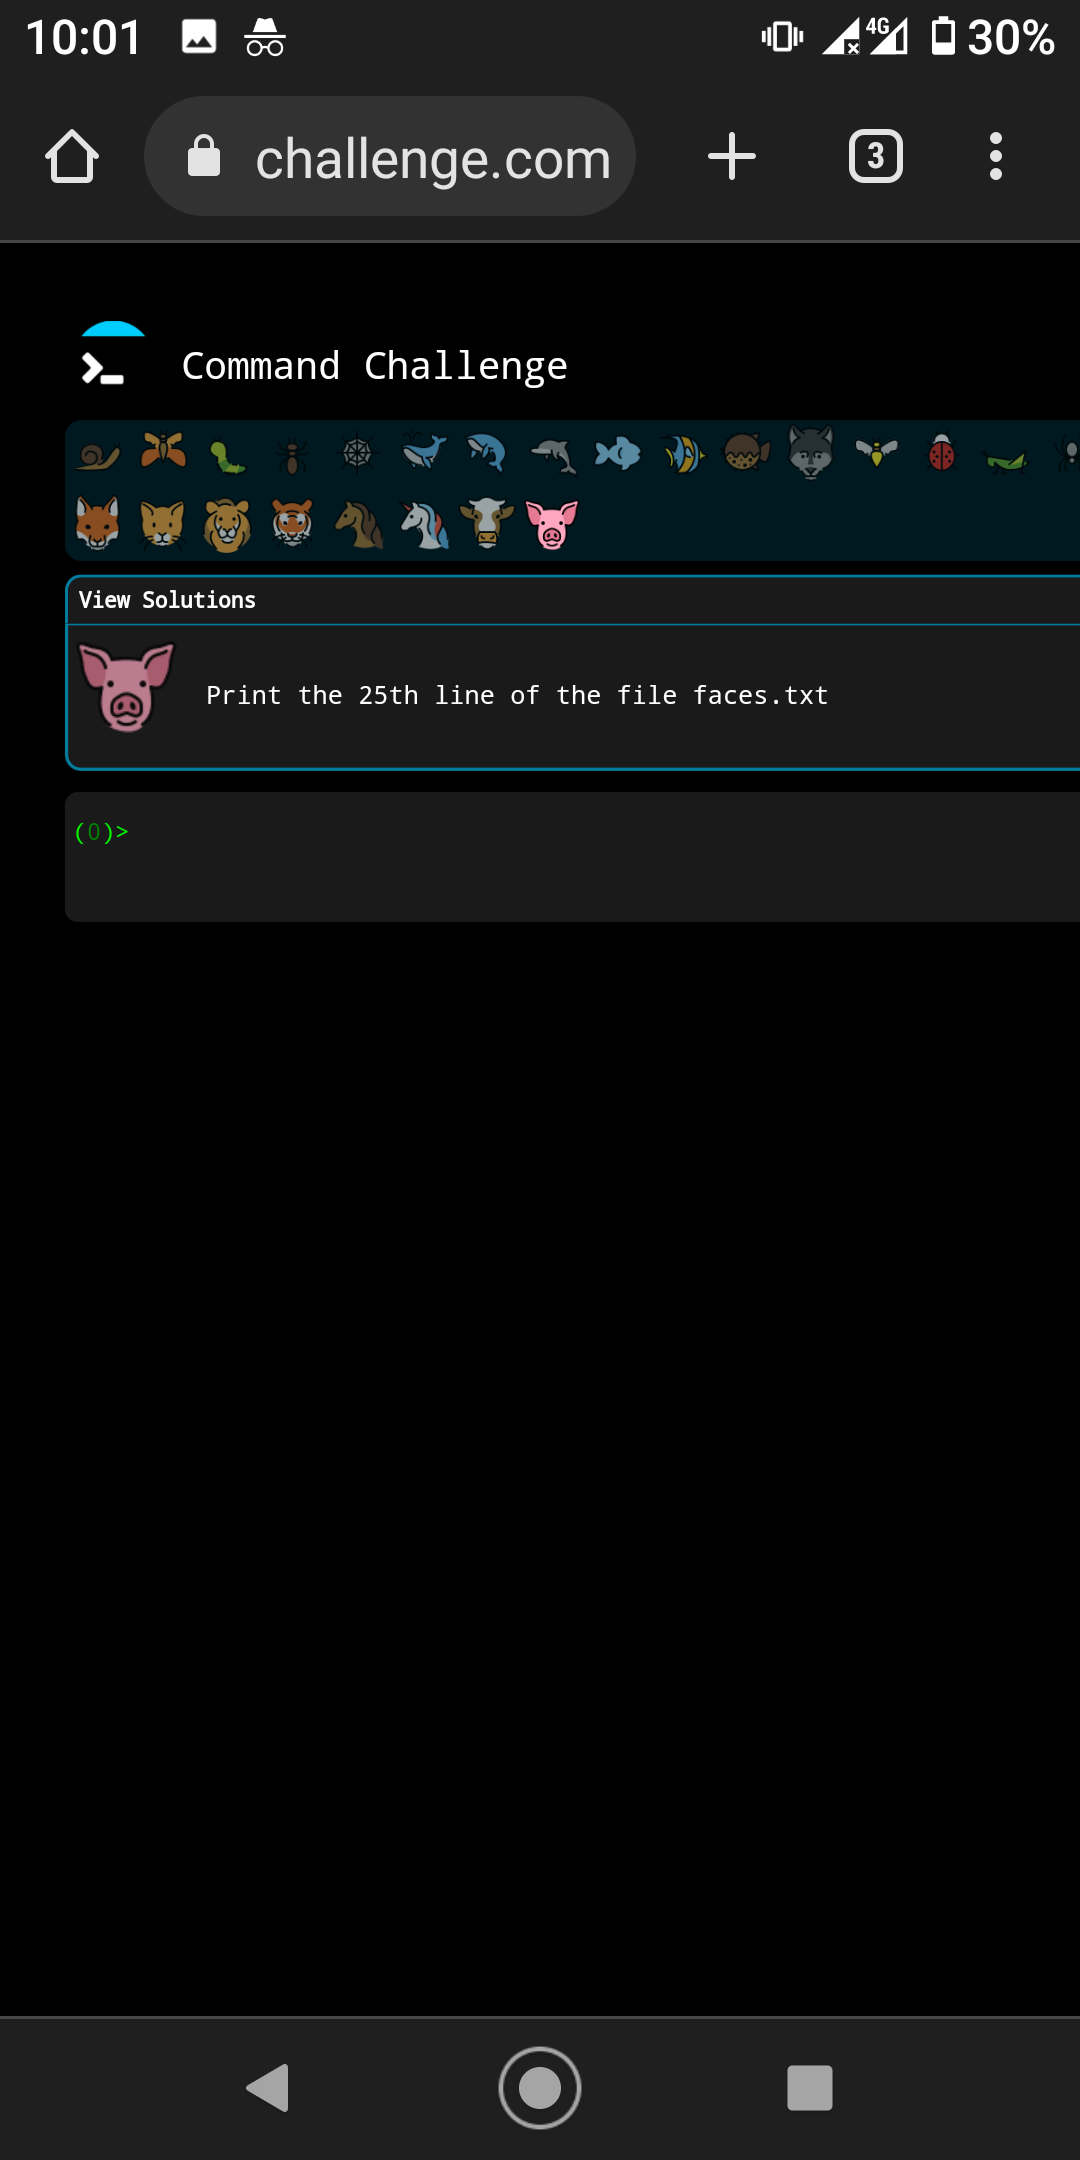 10:01
4G
30%
challenge.com
3
Command Challenge
View Solutions
Print the 25th line of the file faces.txt
(0)>